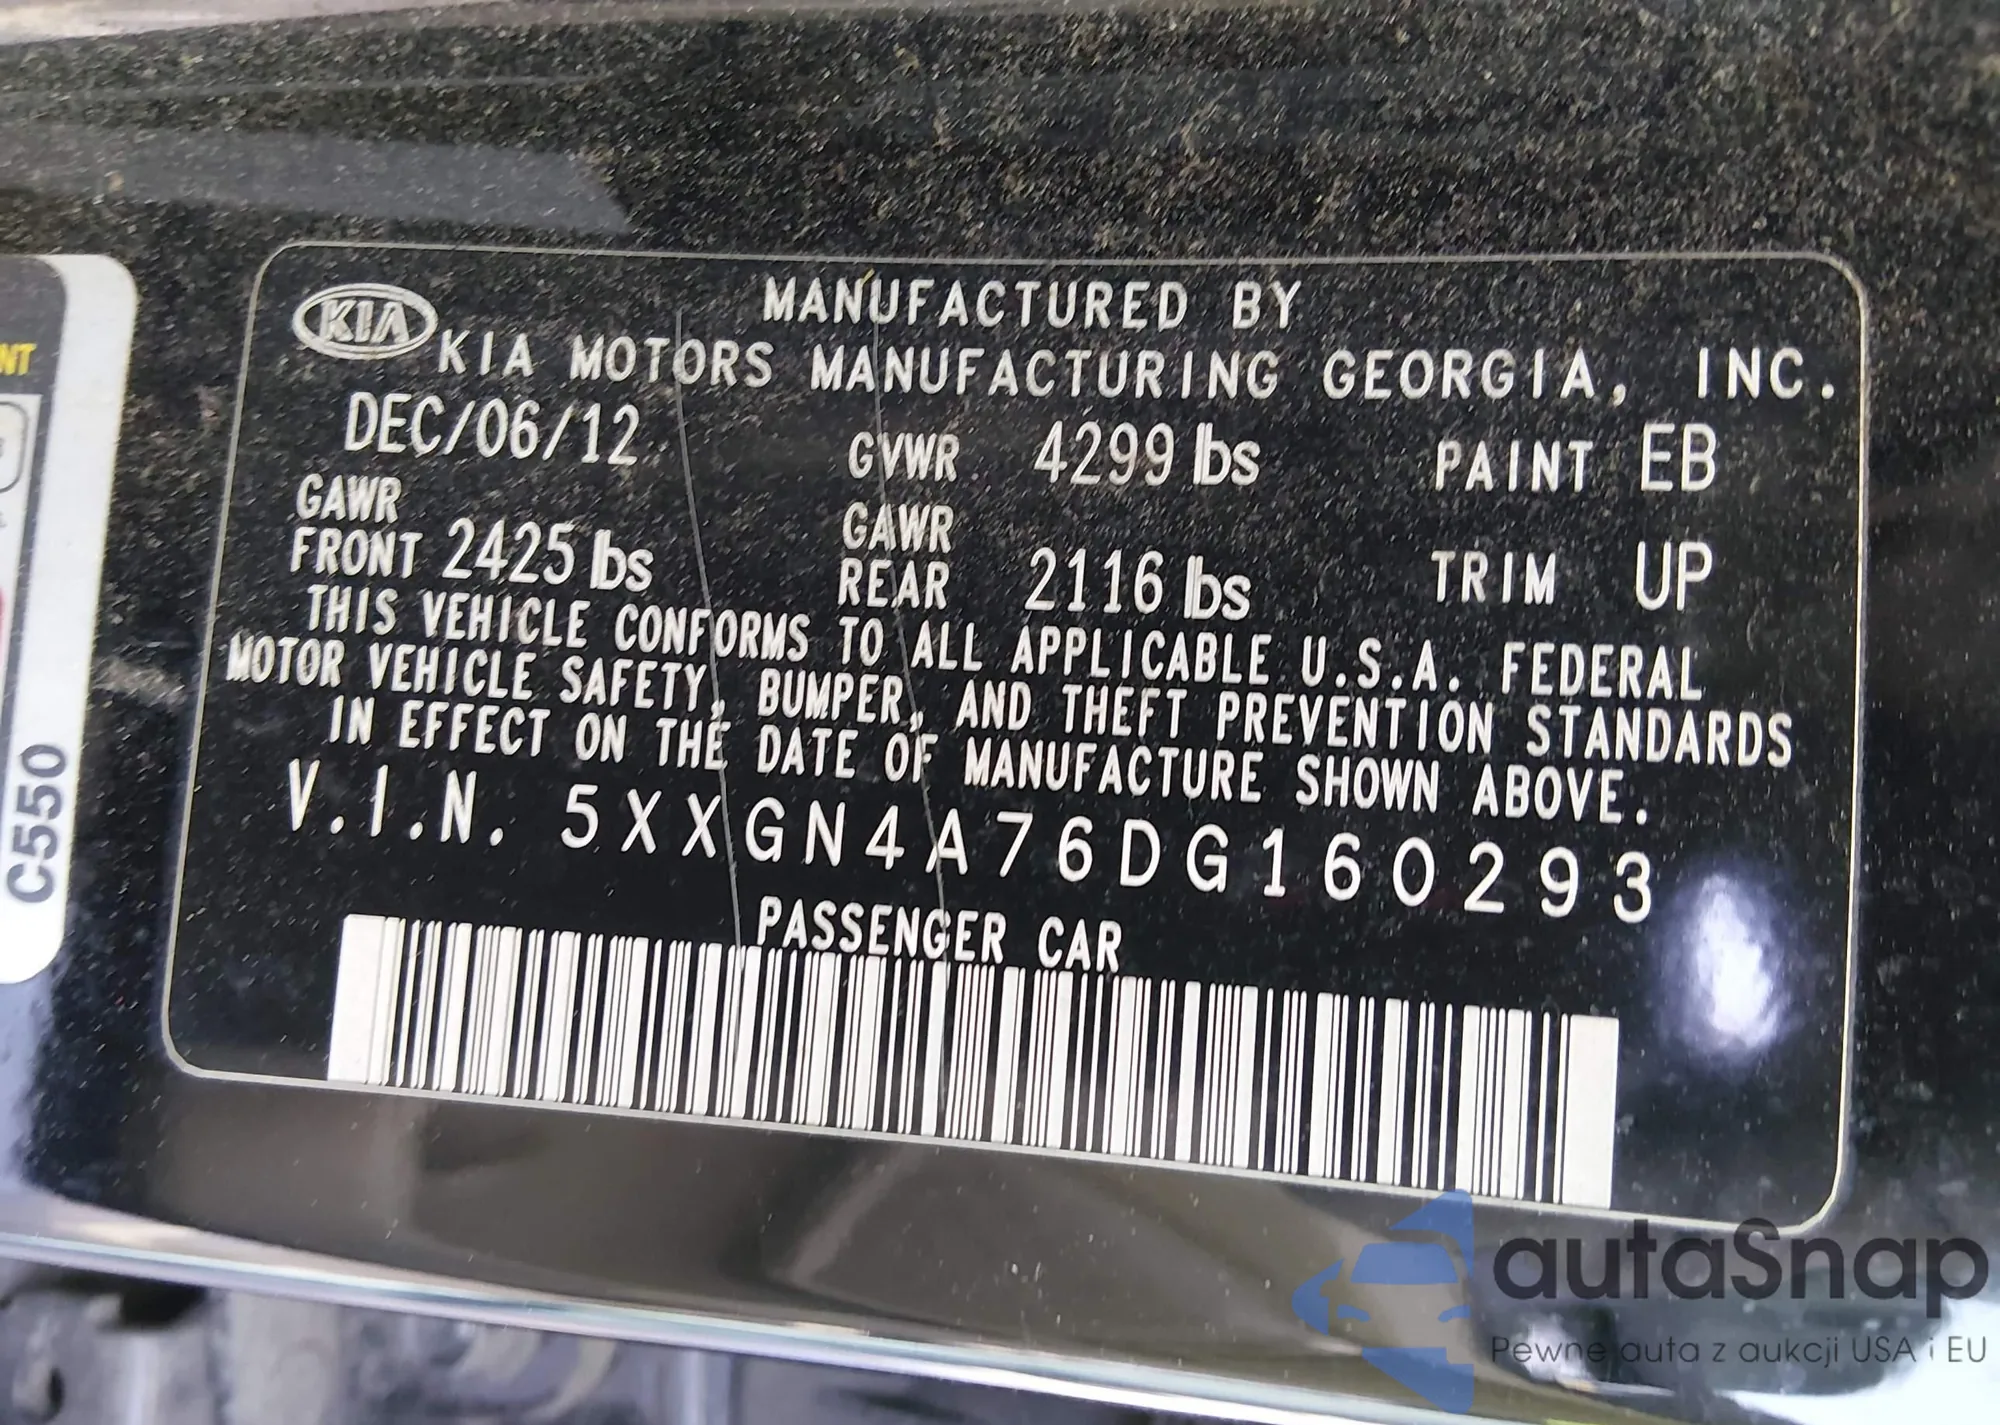 KIA
MANUFACTURED BY
KIA MOTORS MANUFACTURING GEORGIA, INC.
DEC/06/12 GVWR 4299 lbs PAINT EB
GAWR FRONT 2425 lbs GAWR REAR 2116 lbs TRIM UP
THIS VEHICLE CONFORMS TO ALL APPLICABLE U.S.A. FEDERAL
MOTOR VEHICLE SAFETY, BUMPER, AND THEFT PREVENTION STANDARDS
IN EFFECT ON THE DATE OF MANUFACTURE SHOWN ABOVE.
V.I.N. 5XXGN4A76DG160293
PASSENGER CAR
NT
C550
autaSnap
Pewne auta z aukcji USA i EU